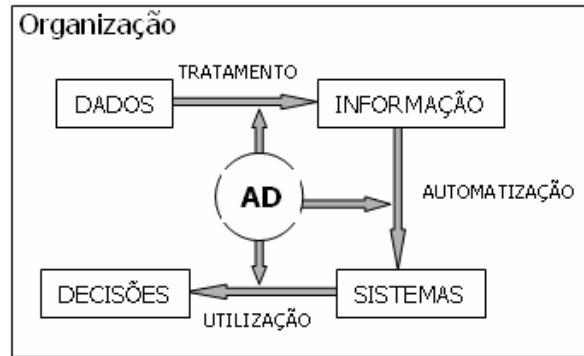 Organização
TRATAMENTO
DADOS
INFORMAÇÃO
AD
AUTOMATIZAÇÃO
DECISÕES
SISTEMAS
UTILIZAÇÃO